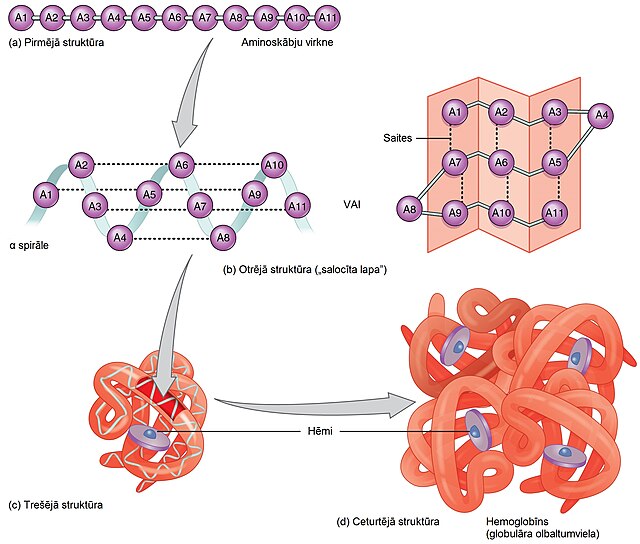 A1 A2 A3 A4 A5 A6 A7 A8 A9 A10 A11
(a) Pirmējā struktūra
Aminoskābju virkne
A1 A2 A3 A4
Saites
A7 A6 A5
A8 A9 A10 A11
A2 A6 A10
A1 A5 A9
A3 A7 A11
A4 A8
VAI
α spirāle
(b) Otrējā struktūra („salocīta lapa”)
Hēmi
(c) Trešējā struktūra
(d) Ceturtējā struktūra
Hemoglobīns
(globulāra olbaltumviela)